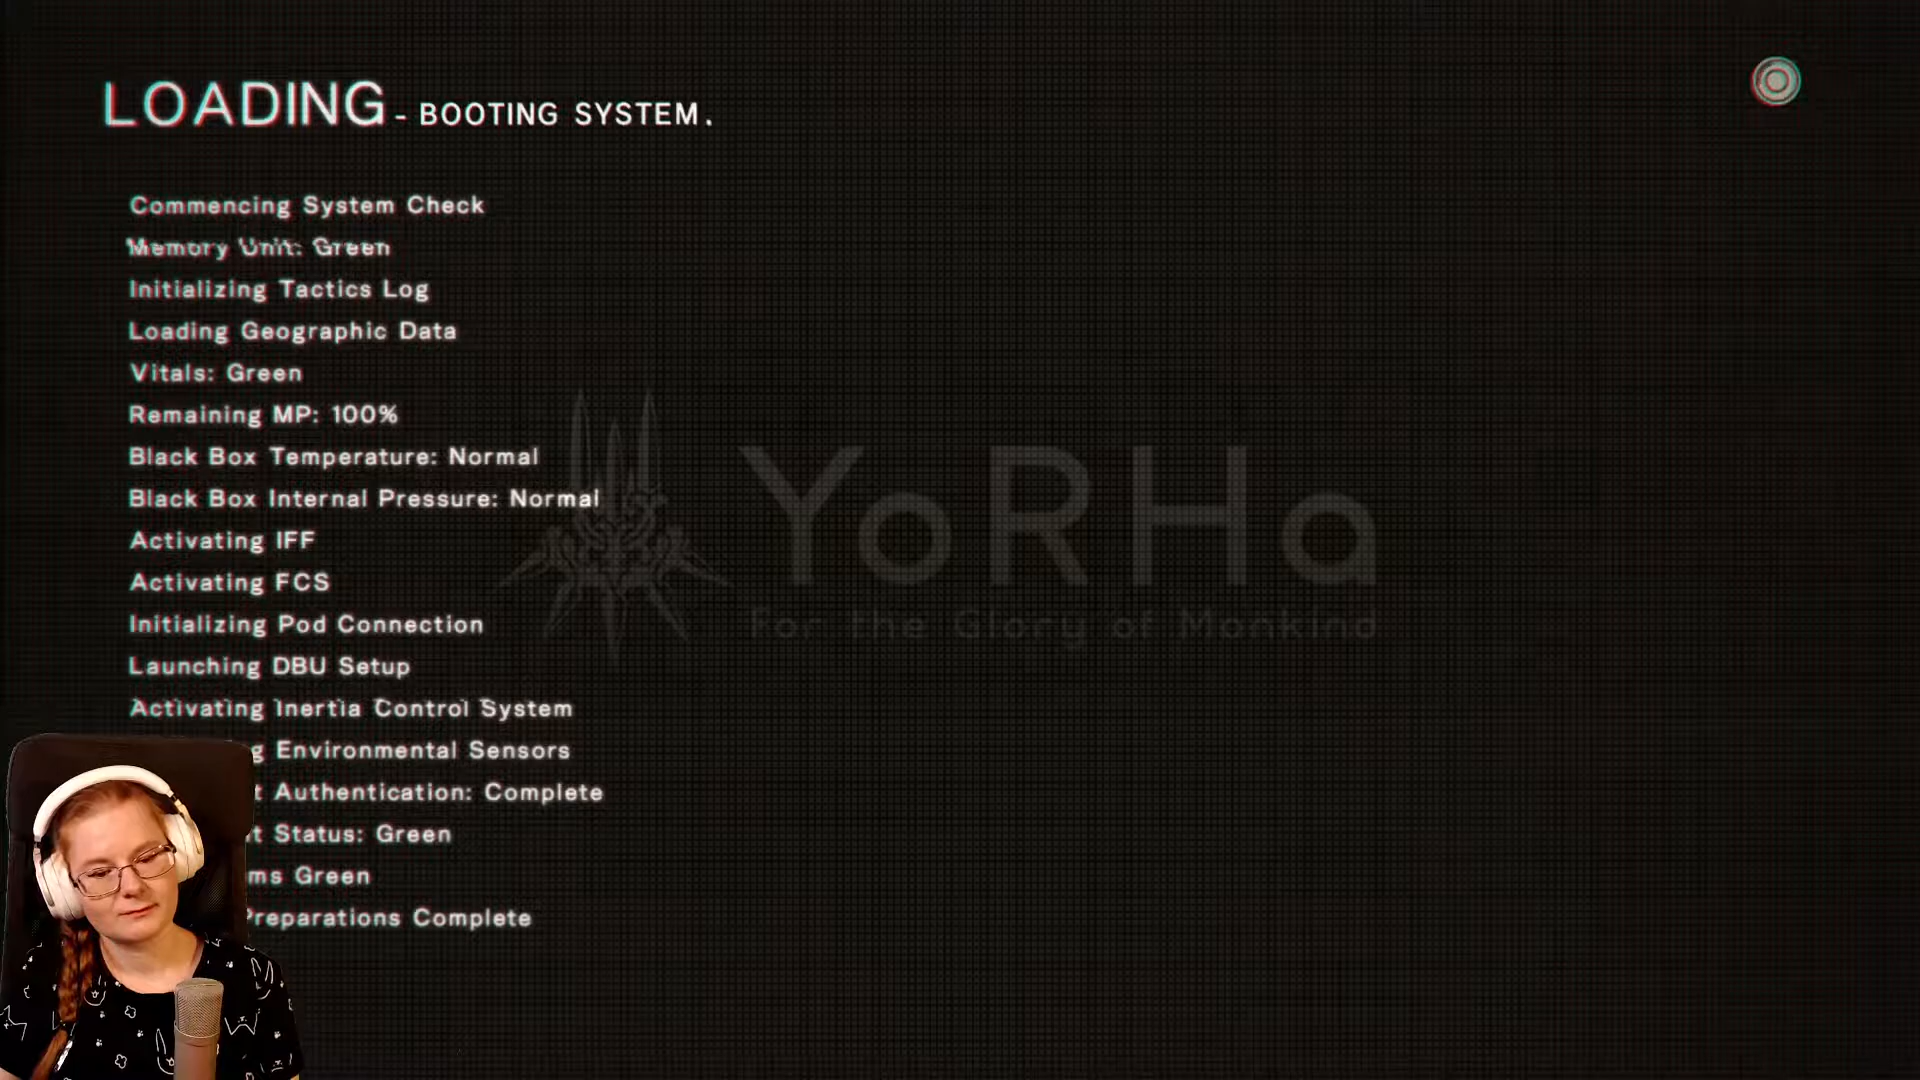 LOADING - BOOTING SYSTEM.
Commencing System Check
Memory Unit: Green
Initializing Tactics Log
Loading Geographic Data
Vitals: Green
Remaining MP: 100%
Black Box Temperature: Normal
Black Box Internal Pressure: Normal
Activating IFF
Activating FCS
Initializing Pod Connection
Launching DBU Setup
Activating Inertia Control System
Environmental Sensors
Authentication: Complete
Status: Green
Green
Preparations Complete
YoRHa
For the Glory of Mankind